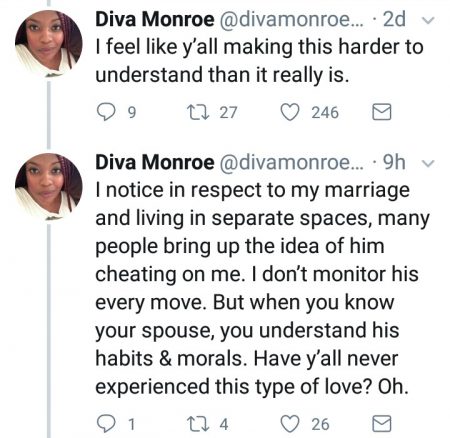 Diva Monroe @divamonroe... · 2d
I feel like y'all making this harder to
understand than it really is.
9 27 246
Diva Monroe @divamonroe... · 9h
I notice in respect to my marriage
and living in separate spaces, many
people bring up the idea of him
cheating on me. I don't monitor his
every move. But when you know
your spouse, you understand his
habits & morals. Have y'all never
experienced this type of love? Oh.
1 4 26